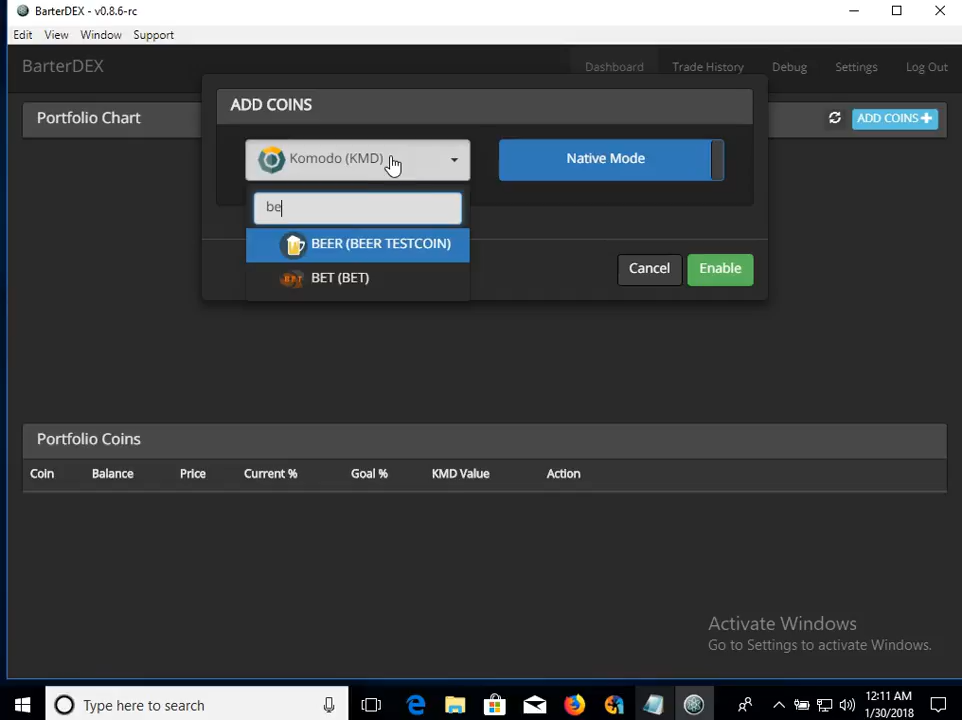 BarterDEX - v0.8.6-rc
Edit View Window Support
BarterDEX
Dashboard Trade History Debug Settings Log Out
ADD COINS
Portfolio Chart
ADD COINS
Komodo (KMD)
Native Mode
be
BEER (BEER TESTCOIN)
BET (BET)
Cancel
Enable
Portfolio Coins
Coin Balance Price Current % Goal % KMD Value Action
Activate Windows
Go to Settings to activate Windows.
Type here to search
12:11 AM
1/30/2018